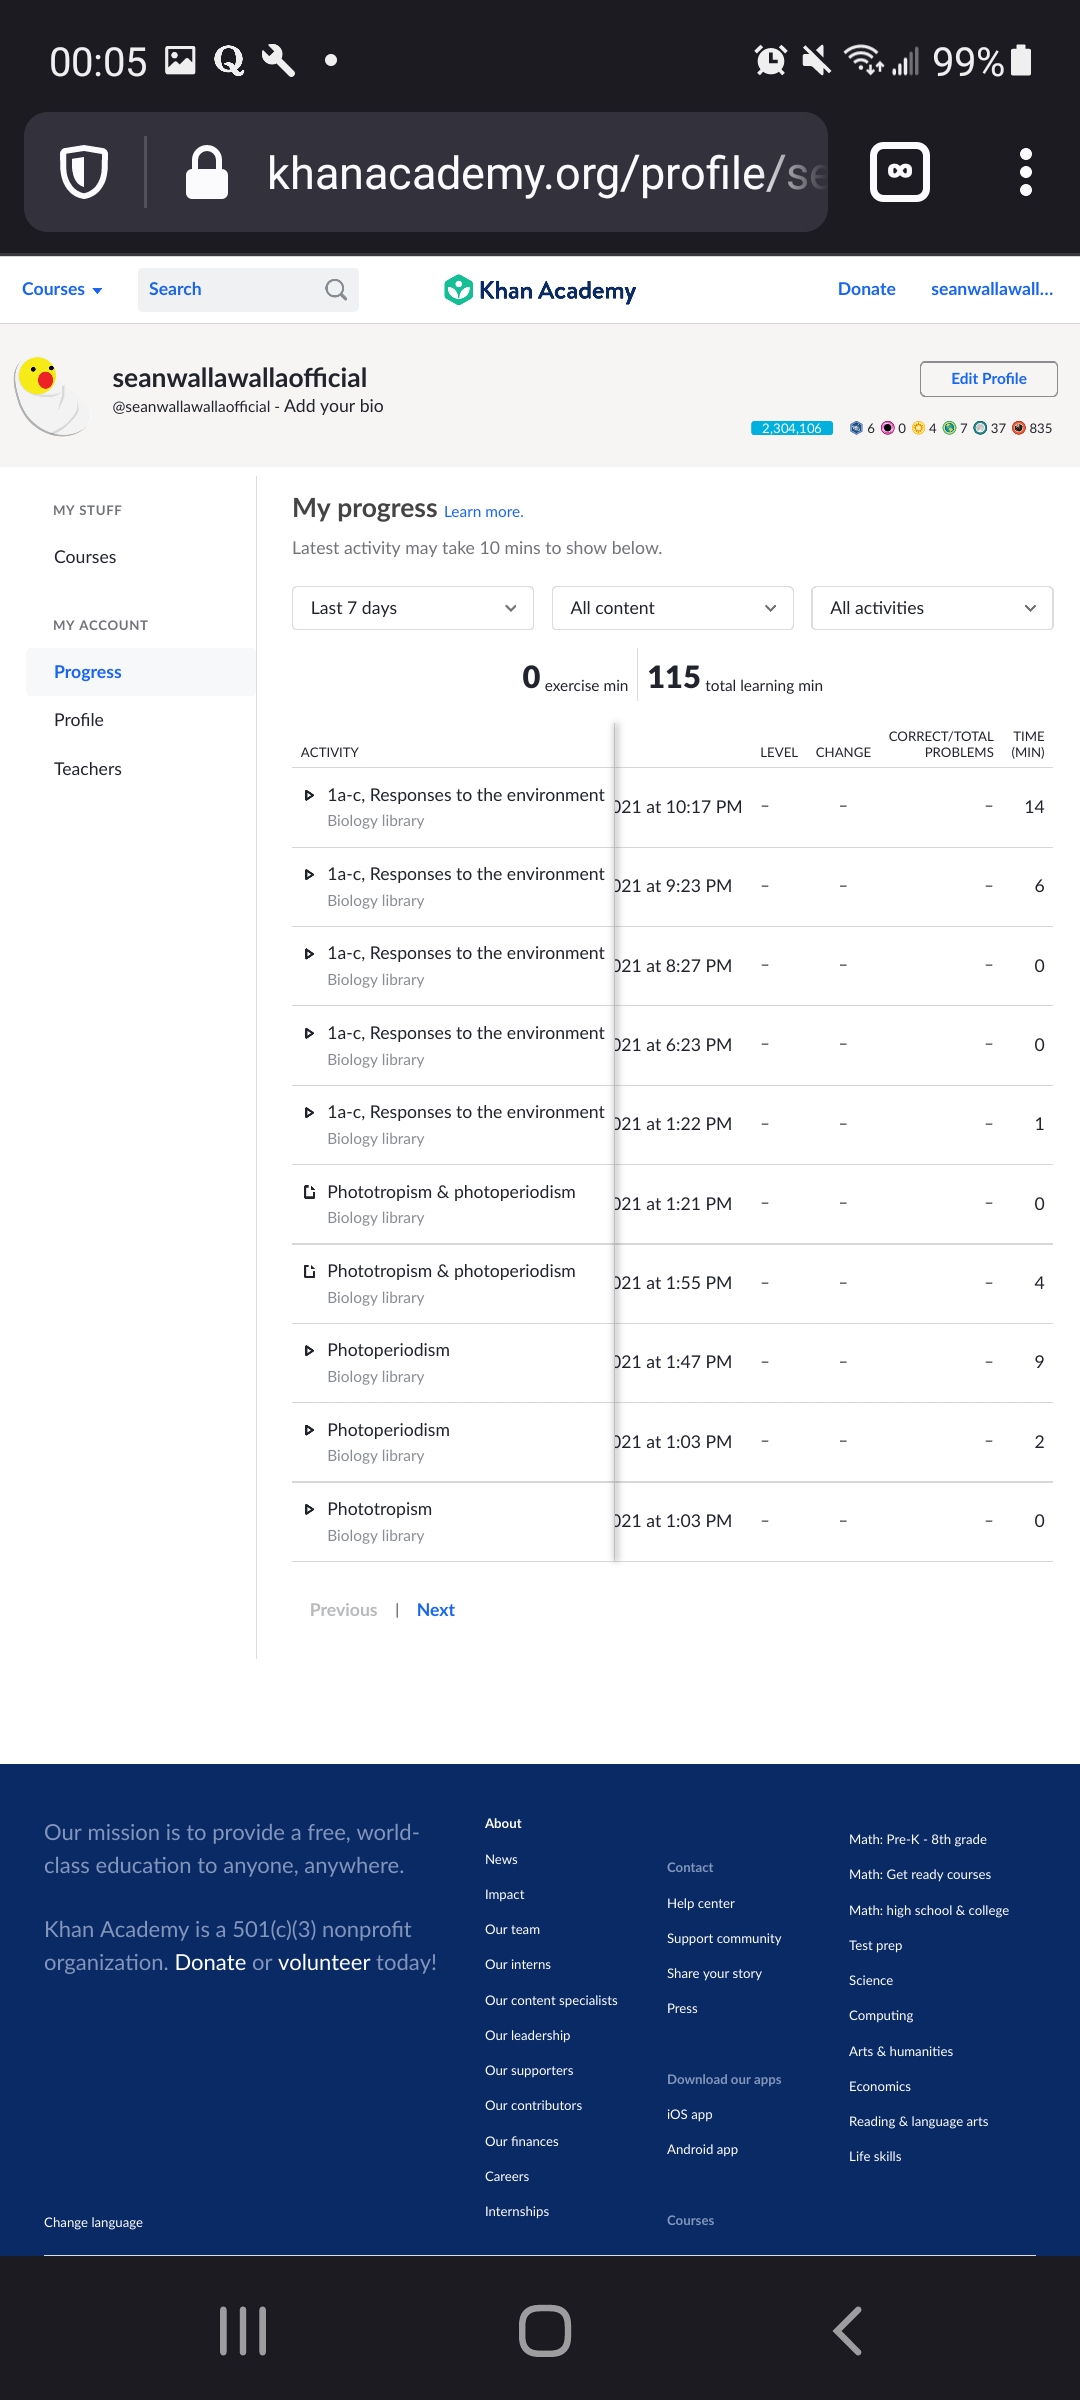 00:05
99%
khanacademy.org/profile/se
Courses
Search
Khan Academy
Donate
seanwallawall...
seanwallawallaofficial
@seanwallawallaofficial - Add your bio
Edit Profile
2,304,106 6 0 4 7 37 835
MY STUFF
Courses
MY ACCOUNT
Progress
Profile
Teachers
My progress Learn more.
Latest activity may take 10 mins to show below.
Last 7 days
All content
All activities
0 exercise min
115 total learning min
ACTIVITY LEVEL CHANGE CORRECT/TOTAL PROBLEMS TIME (MIN)
1a-c, Responses to the environment 021 at 10:17 PM – – – 14
Biology library
1a-c, Responses to the environment 021 at 9:23 PM – – – 6
Biology library
1a-c, Responses to the environment 021 at 8:27 PM – – – 0
Biology library
1a-c, Responses to the environment 021 at 6:23 PM – – – 0
Biology library
1a-c, Responses to the environment 021 at 1:22 PM – – – 1
Biology library
Phototropism & photoperiodism 021 at 1:21 PM – – – 0
Biology library
Phototropism & photoperiodism 021 at 1:55 PM – – – 4
Biology library
Photoperiodism 021 at 1:47 PM – – – 9
Biology library
Photoperiodism 021 at 1:03 PM – – – 2
Biology library
Phototropism 021 at 1:03 PM – – – 0
Biology library
Previous | Next
Our mission is to provide a free, world-
class education to anyone, anywhere.
Khan Academy is a 501(c)(3) nonprofit
organization. Donate or volunteer today!
About
News
Impact
Our team
Our interns
Our content specialists
Our leadership
Our supporters
Our contributors
Our finances
Careers
Internships
Contact
Help center
Support community
Share your story
Press
Download our apps
iOS app
Android app
Courses
Math: Pre-K - 8th grade
Math: Get ready courses
Math: high school & college
Test prep
Science
Computing
Arts & humanities
Economics
Reading & language arts
Life skills
Change language